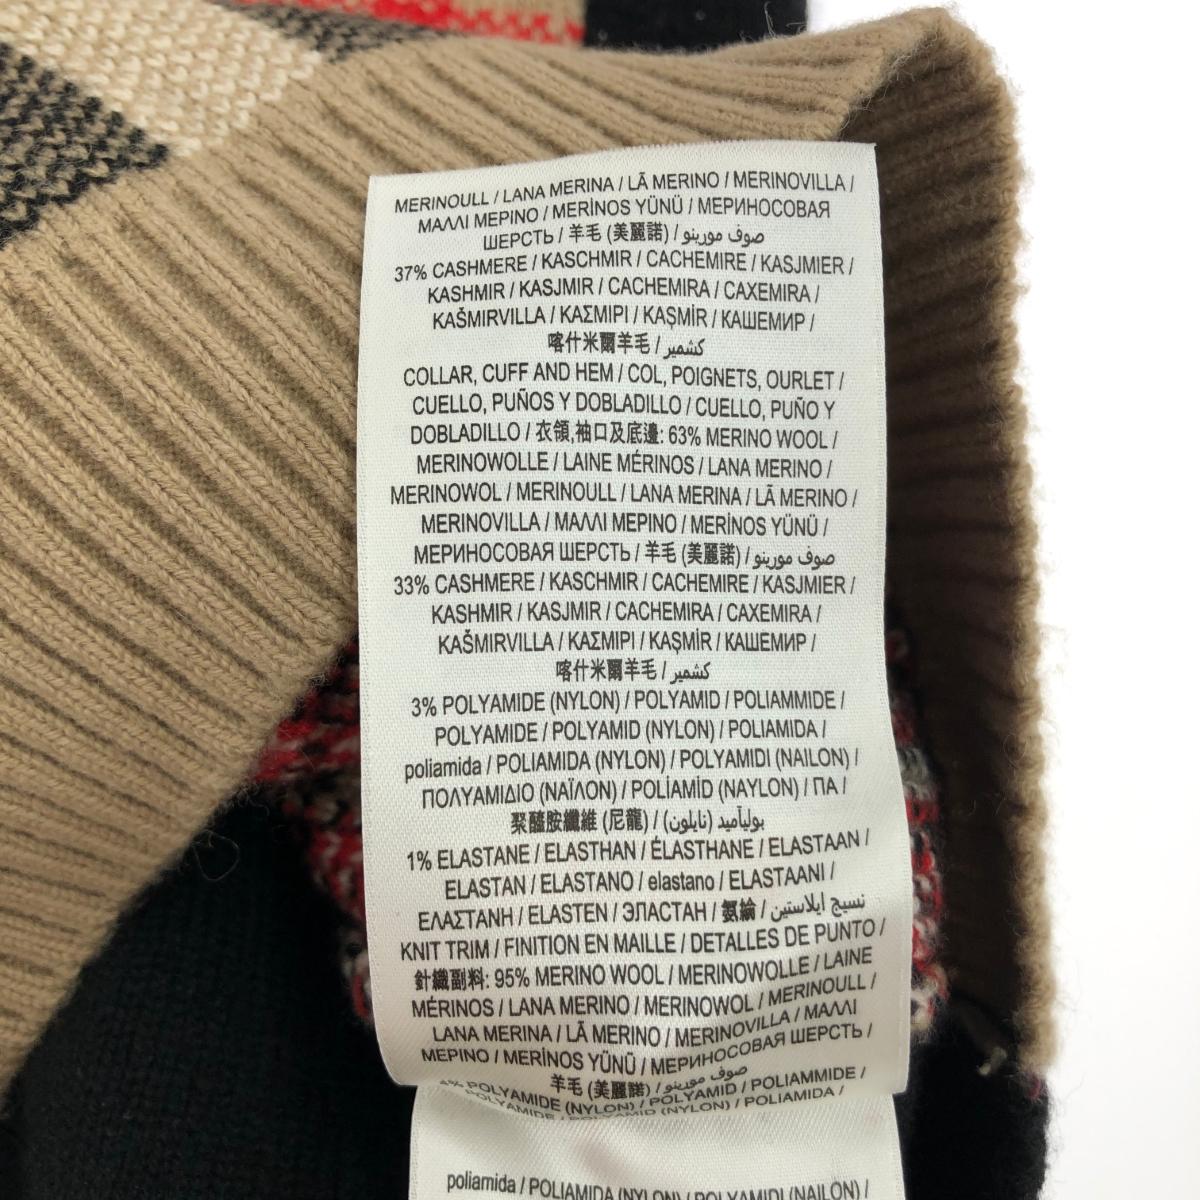 MERINOULL / LANA MERINA / LÃ MERINO / MERINOVILLA /
ΜΑΛΛΙ ΜΕΡΙΝΟ / MERİNOS YÜNÜ / МЕРИНОСОВАЯ
ШЕРСТЬ / 羊毛 (美麗諾) / صوف مورينو
37% CASHMERE / KASCHMIR / CACHEMIRE / KASJMIER /
KASHMIR / KASJMIR / CACHEMIRA / CAXEMIRA /
KAŠMIRVILLA / ΚΑΣΜΙΡΙ / KAŞMİR / КАШЕМИР /
喀什米爾羊毛 / كشمير
COLLAR, CUFF AND HEM / COL, POIGNETS, OURLET /
CUELLO, PUÑOS Y DOBLADILLO / CUELLO, PUÑO Y
DOBLADILLO / 衣領,袖口及底邊: 63% MERINO WOOL /
MERINOWOLLE / LAINE MÉRINOS / LANA MERINO /
MERINOWOL / MERINOULL / LANA MERINA / LÃ MERINO /
MERINOVILLA / ΜΑΛΛΙ ΜΕΡΙΝΟ / MERİNOS YÜNÜ /
МЕРИНОСОВАЯ ШЕРСТЬ / 羊毛 (美麗諾) / صوف مورينو
33% CASHMERE / KASCHMIR / CACHEMIRE / KASJMIER /
KASHMIR / KASJMIR / CACHEMIRA / CAXEMIRA /
KAŠMIRVILLA / ΚΑΣΜΙΡΙ / KAŞMİR / КАШЕМИР /
喀什米爾羊毛 / كشمير
3% POLYAMIDE (NYLON) / POLYAMID / POLIAMMIDE /
POLYAMIDE / POLYAMID (NYLON) / POLIAMIDA /
poliamida / POLIAMIDA (NYLON) / POLYAMIDI (NAILON) /
ΠΟΛΥΑΜΙΔΙΟ (ΝΑΪΛΟΝ) / POLİAMİD (NAYLON) / ПА /
聚醯胺纖維 (尼龍) / بوليآميد (نايلون)
1% ELASTANE / ELASTHAN / ÉLASTHANE / ELASTAAN /
ELASTAN / ELASTANO / elastano / ELASTAANI /
ΕΛΑΣΤΑΝΗ / ELASTEN / ЭЛАСТАН / 氨綸 / نسيج ايلاستين
KNIT TRIM / FINITION EN MAILLE / DETALLES DE PUNTO /
針織副料: 95% MERINO WOOL / MERINOWOLLE / LAINE
MÉRINOS / LANA MERINO / MERINOWOL / MERINOULL /
LANA MERINA / LÃ MERINO / MERINOVILLA / ΜΑΛΛΙ
ΜΕΡΙΝΟ / MERİNOS YÜNÜ / МЕРИНОСОВАЯ ШЕРСТЬ /
羊毛 (美麗諾) / صوف مورينو
POLYAMIDE (NYLON) / POLYAMID / POLIAMMIDE /
POLYAMIDE / POLYAMID (NYLON) / POLIAMIDA /
poliamida / POLIAMIDA (NYLON) / POLYAMIDI (NAILON) /